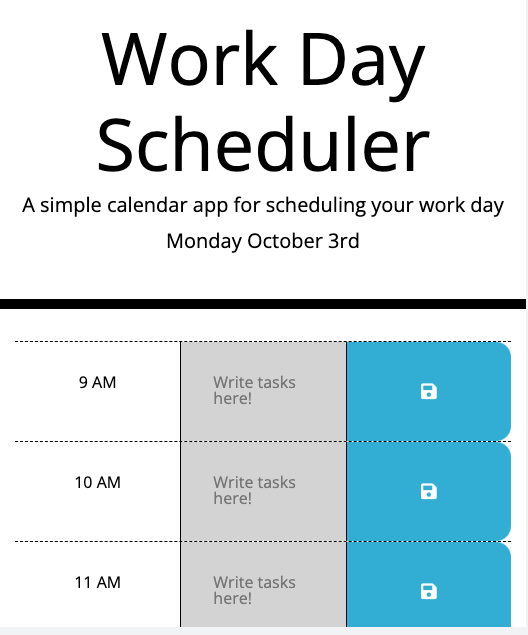 Work Day
Scheduler
A simple calendar app for scheduling your work day
Monday October 3rd
9 AM
Write tasks
here!
10 AM
Write tasks
here!
11 AM
Write tasks
here!